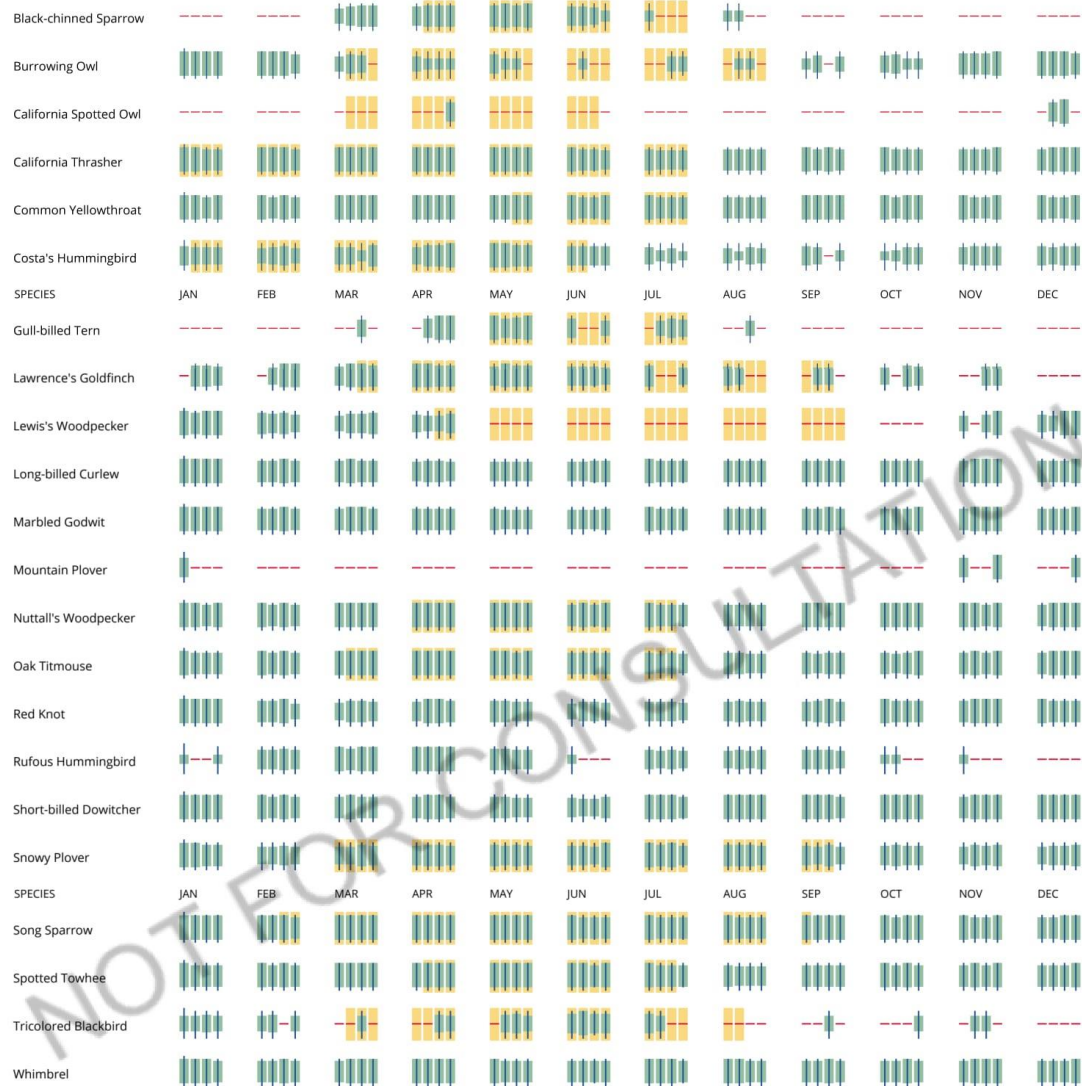 Black-chinned Sparrow
Burrowing Owl
California Spotted Owl
California Thrasher
Common Yellowthroat
Costa's Hummingbird
SPECIES JAN FEB MAR APR MAY JUN JUL AUG SEP OCT NOV DEC
Gull-billed Tern
Lawrence's Goldfinch
Lewis's Woodpecker
Long-billed Curlew
Marbled Godwit
Mountain Plover
Nuttall's Woodpecker
Oak Titmouse
Red Knot
Rufous Hummingbird
Short-billed Dowitcher
Snowy Plover
SPECIES JAN FEB MAR APR MAY JUN JUL AUG SEP OCT NOV DEC
Song Sparrow
Spotted Towhee
Tricolored Blackbird
Whimbrel
NOT FOR CONSULTATION